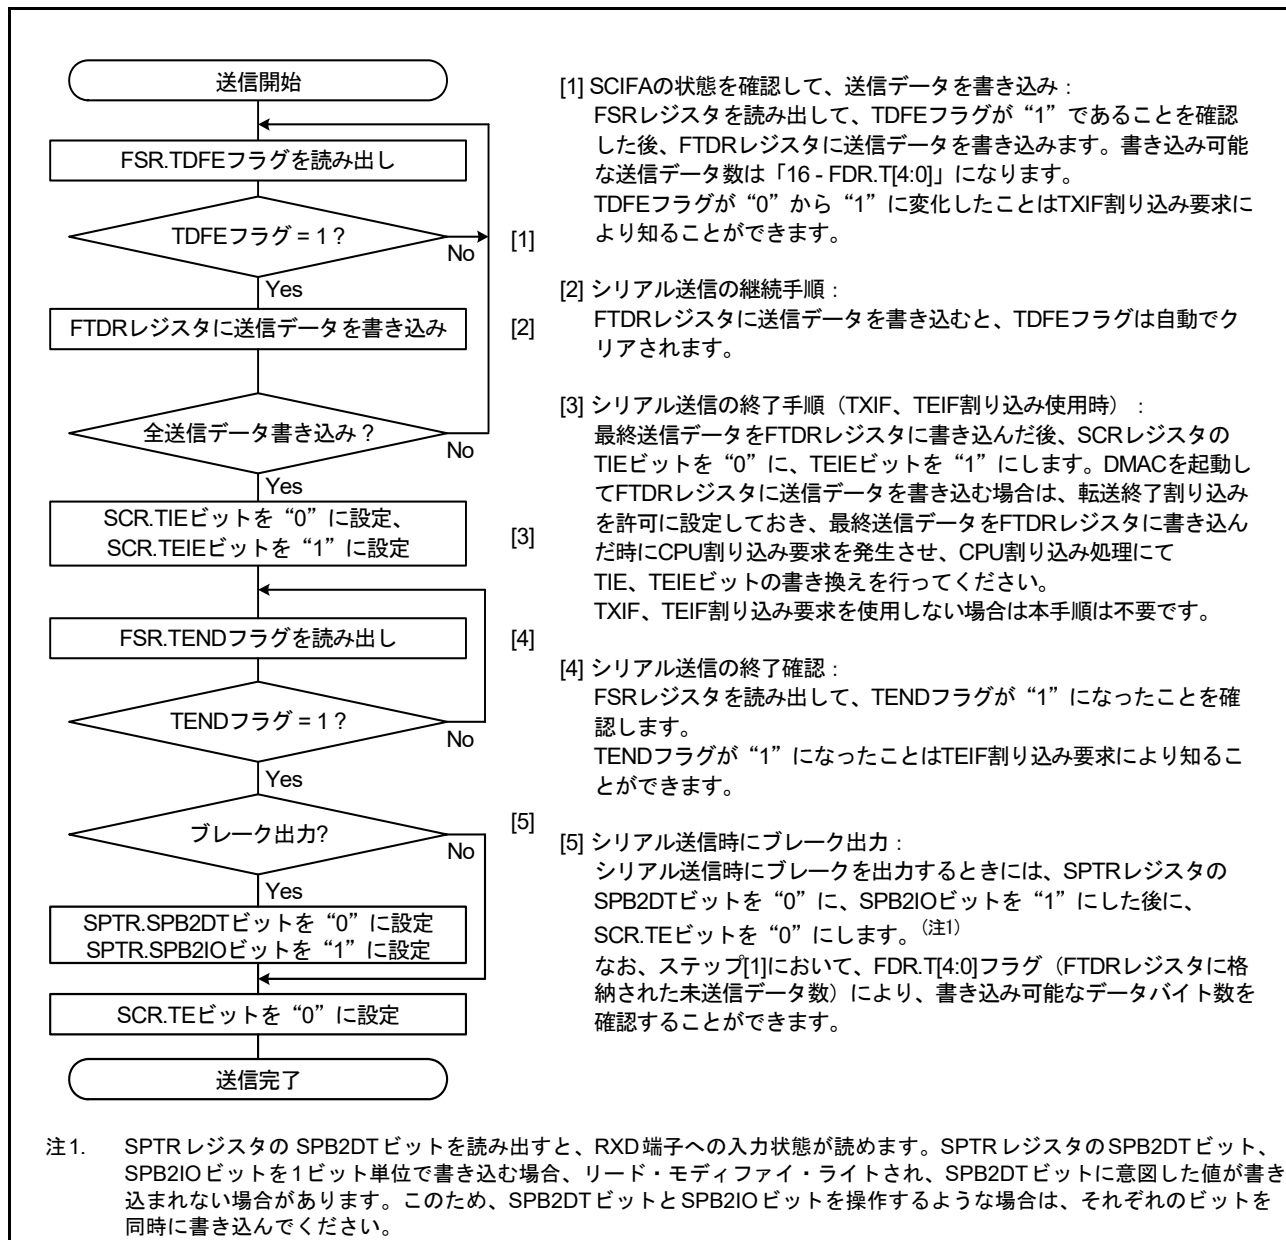 送信開始
FSR.TDFEフラグを読み出し
TDFEフラグ = 1 ?
No
[1]
Yes
FTDRレジスタに送信データを書き込み
[2]
全送信データ書き込み ?
No
Yes
SCR.TIEビットを“0”に設定、
SCR.TEIEビットを“1”に設定
[3]
FSR.TENDフラグを読み出し
[4]
TENDフラグ = 1 ?
No
Yes
ブレーク出力?
[5]
No
Yes
SPTR.SPB2DTビットを“0”に設定
SPTR.SPB2IOビットを“1”に設定
SCR.TEビットを“0”に設定
送信完了
[1] SCIFAの状態を確認して、送信データを書き込み :
FSRレジスタを読み出して、TDFEフラグが“1”であることを確認
した後、FTDRレジスタに送信データを書き込みます。書き込み可能
な送信データ数は「16 - FDR.T[4:0]」になります。
TDFEフラグが“0”から“1”に変化したことはTXIF割り込み要求に
より知ることができます。
[2] シリアル送信の継続手順 :
FTDRレジスタに送信データを書き込むと、TDFEフラグは自動でク
リアされます。
[3] シリアル送信の終了手順（TXIF、TEIF割り込み使用時）:
最終送信データをFTDRレジスタに書き込んだ後、SCRレジスタの
TIEビットを“0”に、TEIEビットを“1”にします。DMACを起動し
てFTDRレジスタに送信データを書き込む場合は、転送終了割り込み
を許可に設定しておき、最終送信データをFTDRレジスタに書き込ん
だ時にCPU割り込み要求を発生させ、CPU割り込み処理にて
TIE、TEIEビットの書き換えを行ってください。
TXIF、TEIF割り込み要求を使用しない場合は本手順は不要です。
[4] シリアル送信の終了確認 :
FSRレジスタを読み出して、TENDフラグが“1”になったことを確
認します。
TENDフラグが“1”になったことはTEIF割り込み要求により知るこ
とができます。
[5] シリアル送信時にブレーク出力 :
シリアル送信時にブレークを出力するときには、SPTRレジスタの
SPB2DTビットを“0”に、SPB2IOビットを“1”にした後に、
SCR.TEビットを“0”にします。(注1)
なお、ステップ[1]において、FDR.T[4:0]フラグ（FTDRレジスタに格
納された未送信データ数）により、書き込み可能なデータバイト数を
確認することができます。
注1. SPTRレジスタの SPB2DTビットを読み出すと、RXD端子への入力状態が読めます。SPTRレジスタのSPB2DTビット、
SPB2IOビットを1ビット単位で書き込む場合、リード・モディファイ・ライトされ、SPB2DTビットに意図した値が書き
込まれない場合があります。このため、SPB2DTビットとSPB2IOビットを操作するような場合は、それぞれのビットを
同時に書き込んでください。